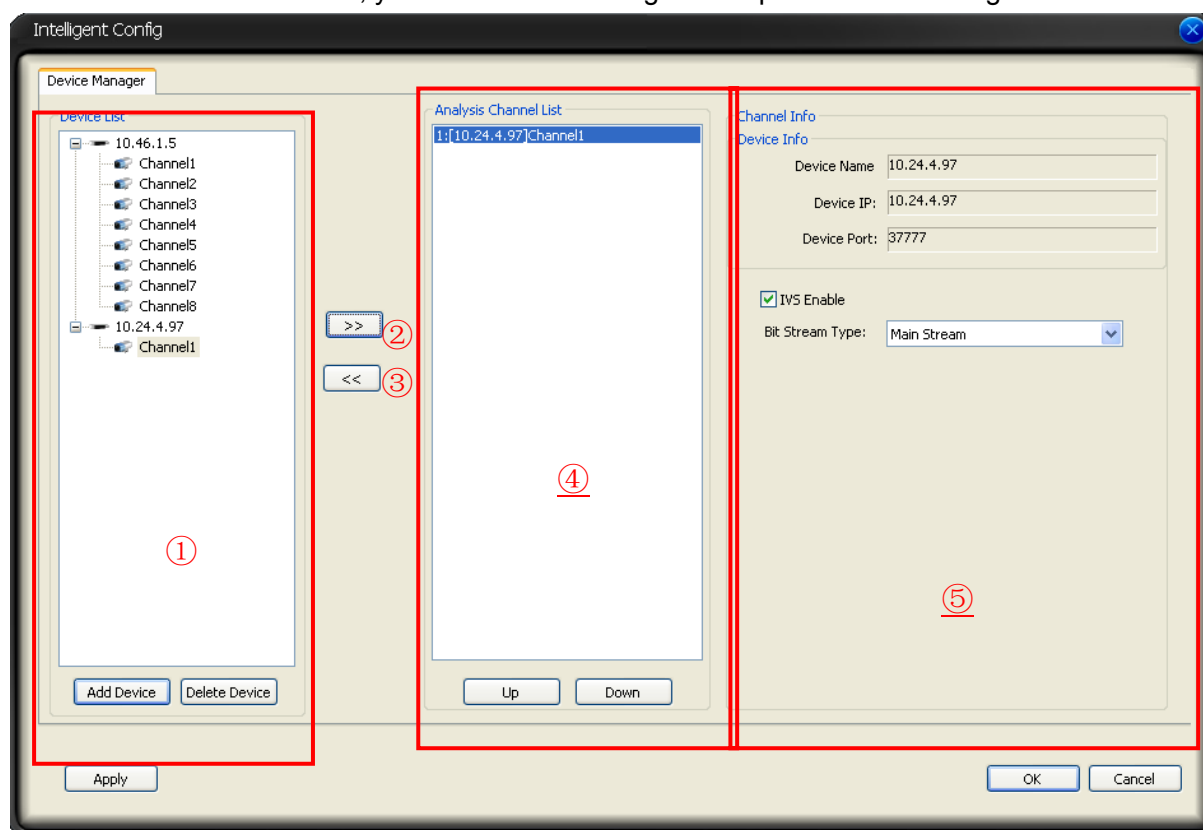 Intelligent Config
Device Manager
Device List
10.46.1.5
Channel1
Channel2
Channel3
Channel4
Channel5
Channel6
Channel7
Channel8
10.24.4.97
Channel1
①
Add Device Delete Device
>> ②
<< ③
Analysis Channel List
1:[10.24.4.97]Channel1
④
Up Down
Channel Info
Device Info
Device Name 10.24.4.97
Device IP: 10.24.4.97
Device Port: 37777
IVS Enable
Bit Stream Type: Main Stream
⑤
Apply OK Cancel